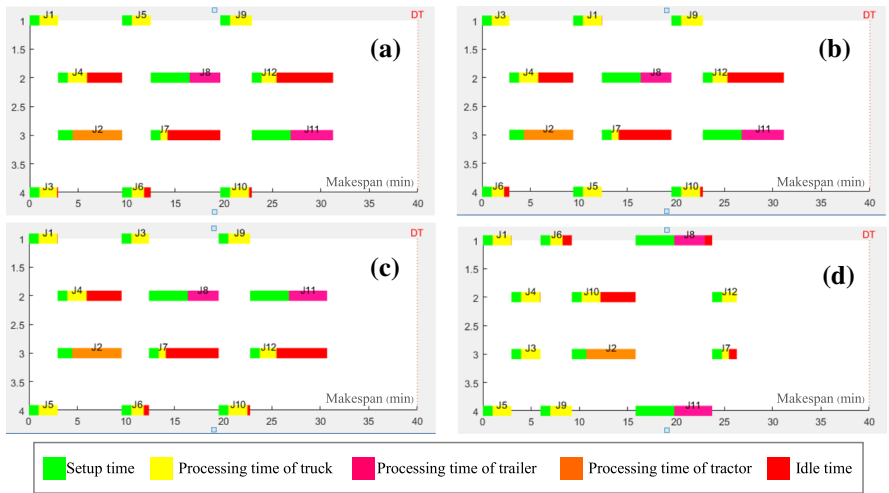 DT
1 J1 J5 J9
(a)
1.5
2 J4 J8 J12
2.5
3 J2 J7 J11
3.5
Makespan (min)
4 J3 J6 J10
0 5 10 15 20 25 30 35 40
DT
1 J3 J1 J9
(b)
1.5
2 J4 J8 J12
2.5
3 J2 J7 J11
3.5
Makespan (min)
4 J6 J5 J10
0 5 10 15 20 25 30 35 40
DT
1 J1 J3 J9
(c)
1.5
2 J4 J8 J11
2.5
3 J2 J7 J12
3.5
Makespan (min)
4 J5 J6 J10
0 5 10 15 20 25 30 35 40
DT
1 J1 J6 J8
(d)
1.5
2 J4 J10 J12
2.5
3 J3 J2 J7
3.5
Makespan (min)
4 J5 J9 J11
0 5 10 15 20 25 30 35 40
Setup time Processing time of truck Processing time of trailer Processing time of tractor Idle time